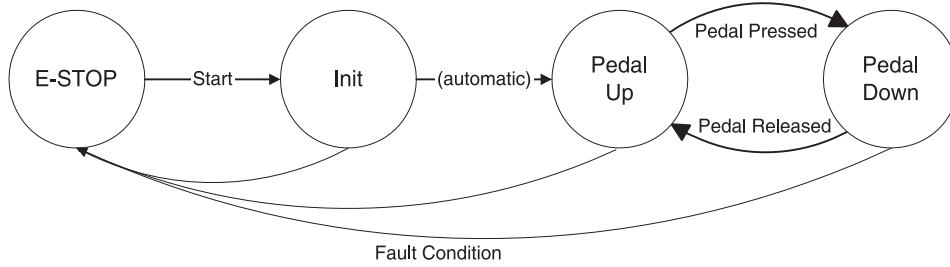 E-STOP
Start
Init
(automatic)
Pedal
Up
Pedal Pressed
Pedal Released
Pedal
Down
Fault Condition